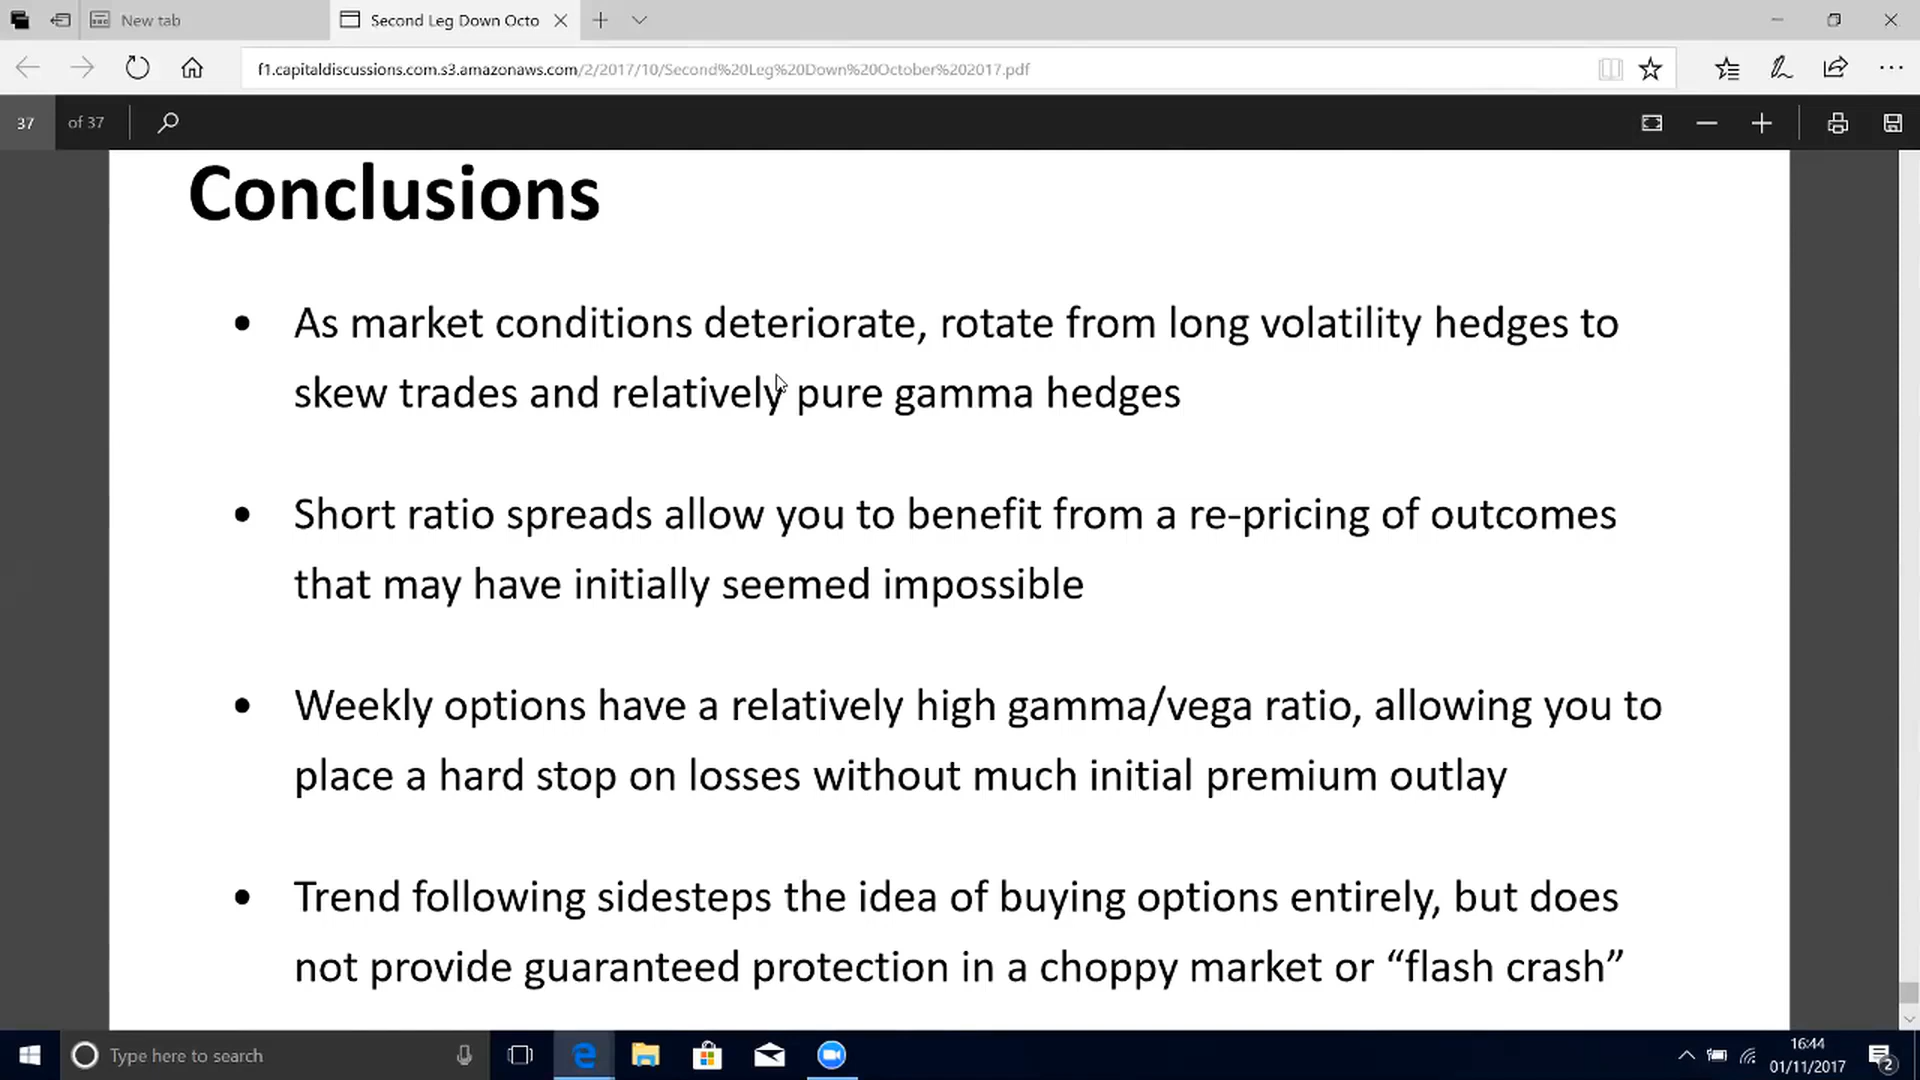 New tab
Second Leg Down Octo
f1.capitaldiscussions.com.s3.amazonaws.com/2/2017/10/Second%20Leg%20Down%20October%202017.pdf
37 of 37
Conclusions
• As market conditions deteriorate, rotate from long volatility hedges to
skew trades and relatively pure gamma hedges
• Short ratio spreads allow you to benefit from a re-pricing of outcomes
that may have initially seemed impossible
• Weekly options have a relatively high gamma/vega ratio, allowing you to
place a hard stop on losses without much initial premium outlay
• Trend following sidesteps the idea of buying options entirely, but does
not provide guaranteed protection in a choppy market or “flash crash”
Type here to search
16:44
01/11/2017
2